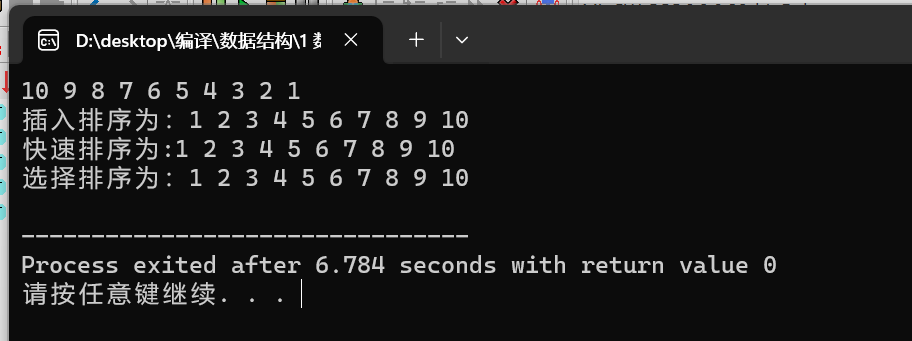 D:\desktop\编译\数据结构\1 数
10 9 8 7 6 5 4 3 2 1
插入排序为: 1 2 3 4 5 6 7 8 9 10
快速排序为:1 2 3 4 5 6 7 8 9 10
选择排序为: 1 2 3 4 5 6 7 8 9 10
--------------------------------
Process exited after 6.784 seconds with return value 0
请按任意键继续. . .